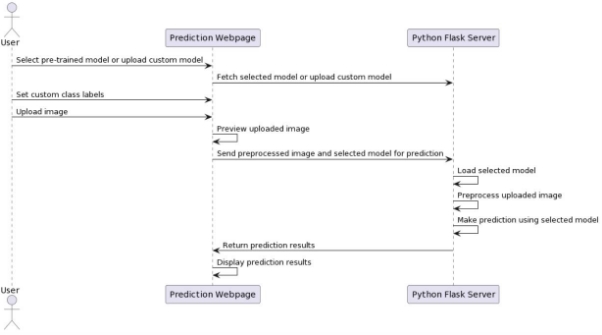 User
Prediction Webpage
Python Flask Server
Select pre-trained model or upload custom model
Fetch selected model or upload custom model
Set custom class labels
Upload image
Preview uploaded image
Send preprocessed image and selected model for prediction
Load selected model
Preprocess uploaded image
Make prediction using selected model
Return prediction results
Display prediction results
User
Prediction Webpage
Python Flask Server